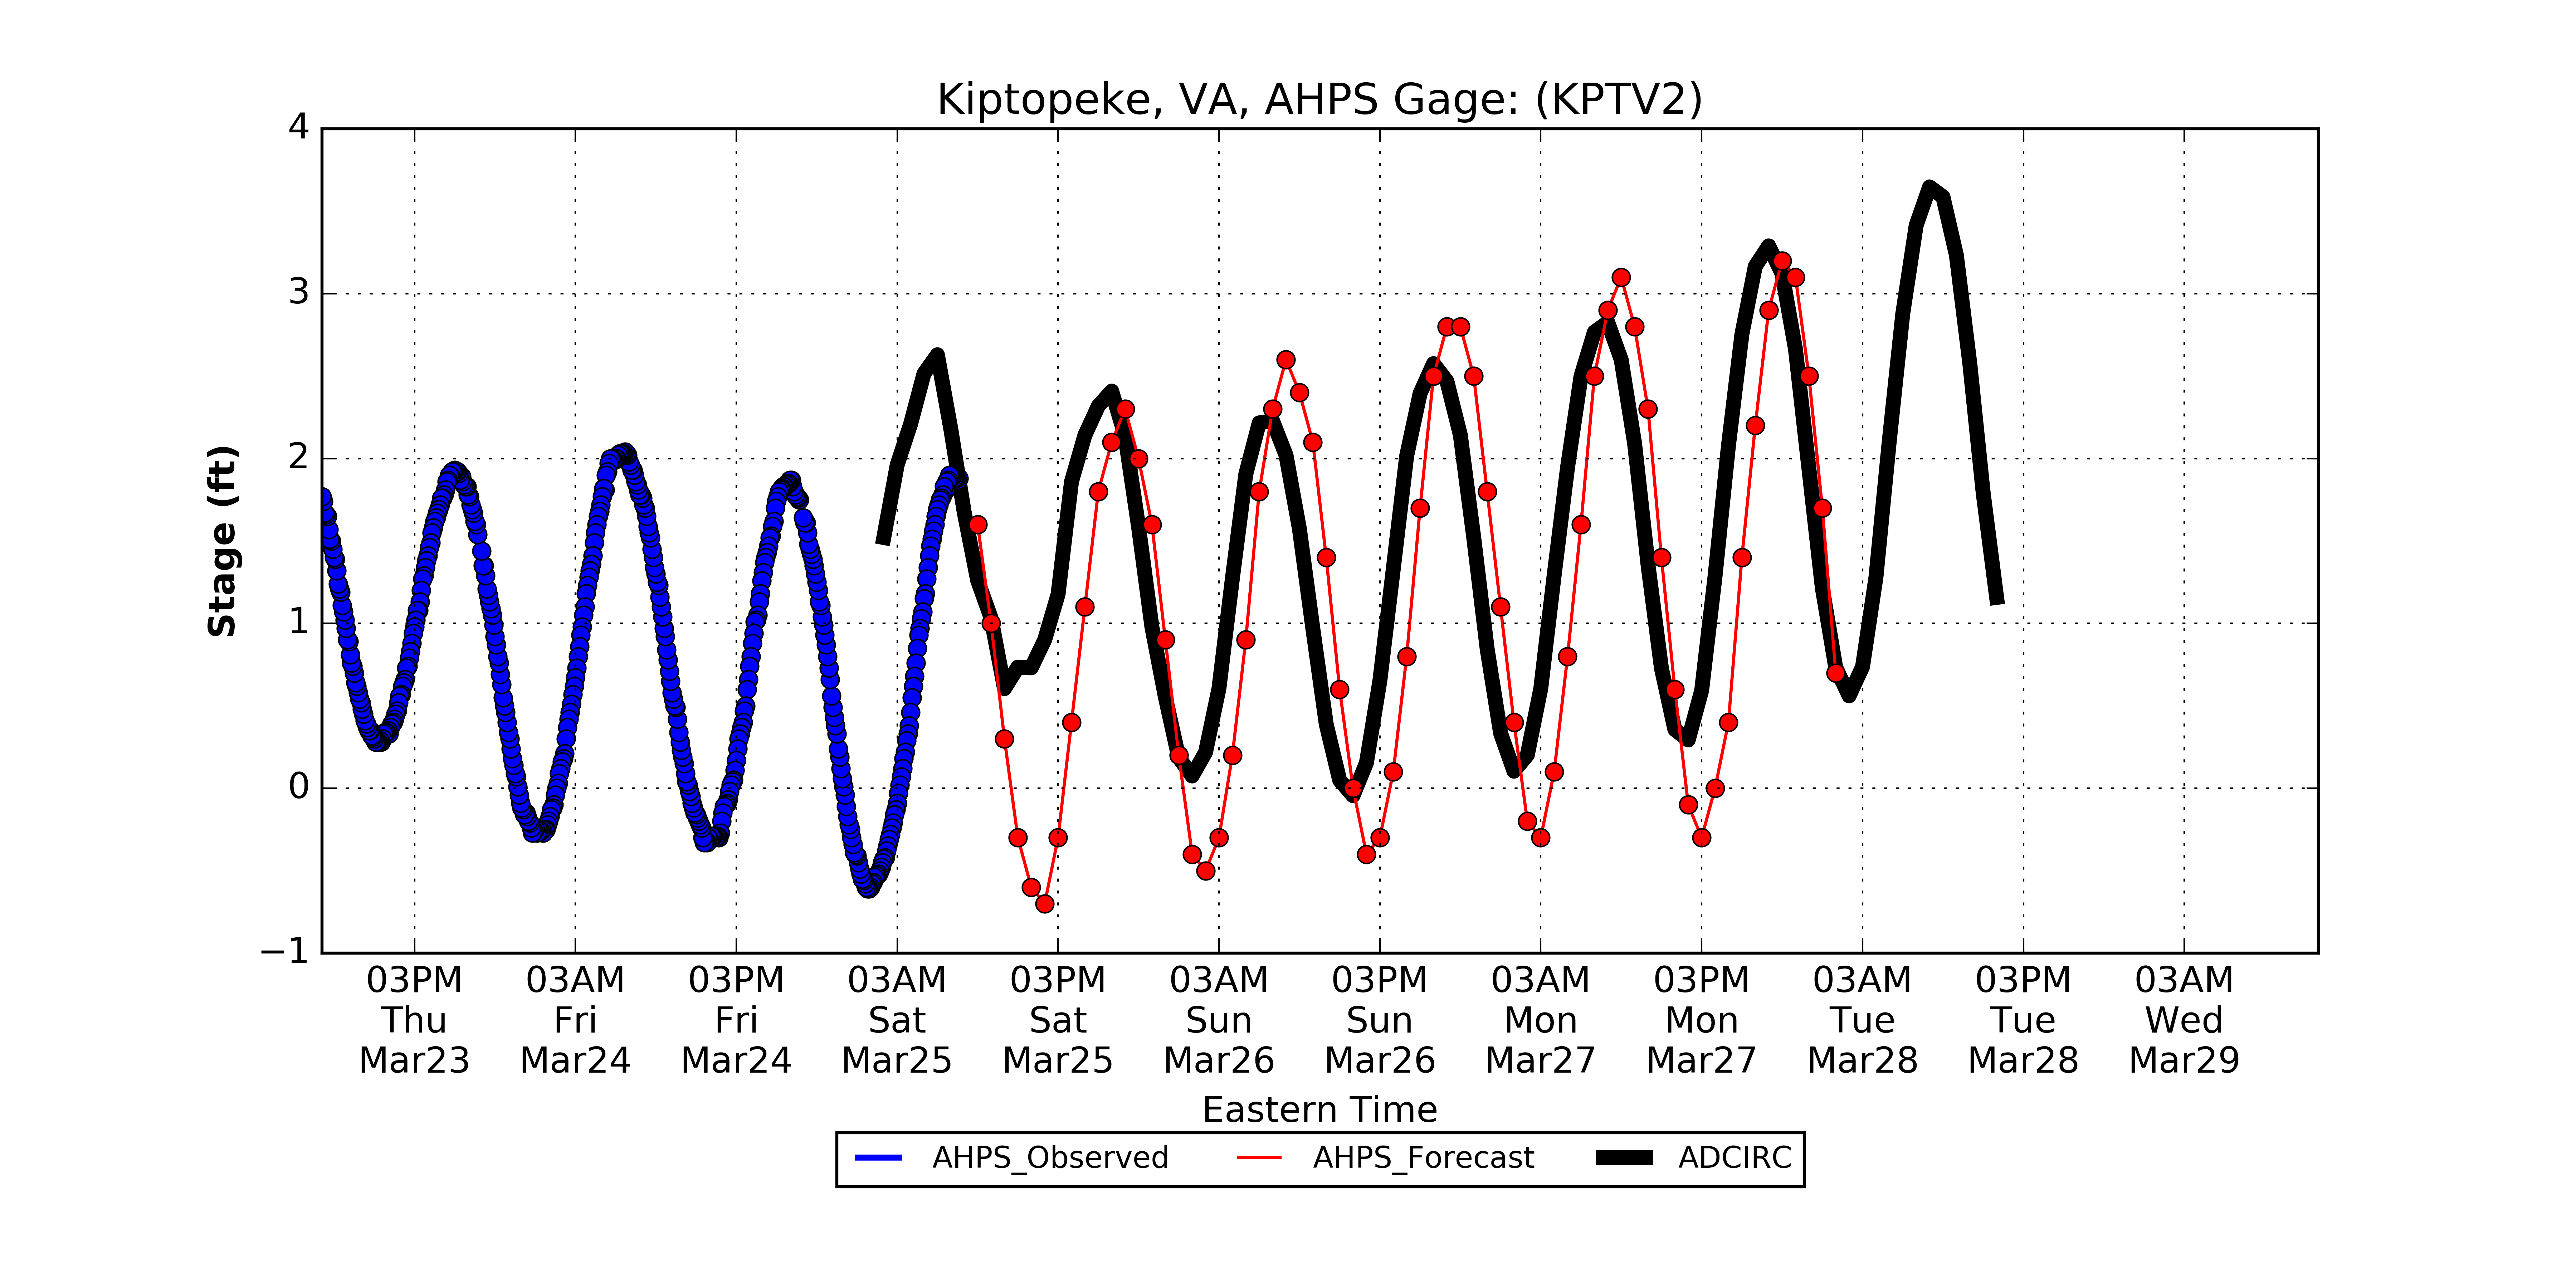 Kiptopeke, VA, AHPS Gage: (KPTV2)
4
3
2
1
0
−1
Stage (ft)
03PM 03AM 03PM 03AM 03PM 03AM 03PM 03AM 03PM 03AM 03PM 03AM
Thu Fri Fri Sat Sat Sun Sun Mon Mon Tue Tue Wed
Mar23 Mar24 Mar24 Mar25 Mar25 Mar26 Mar26 Mar27 Mar27 Mar28 Mar28 Mar29
Eastern Time
AHPS_Observed AHPS_Forecast ADCIRC